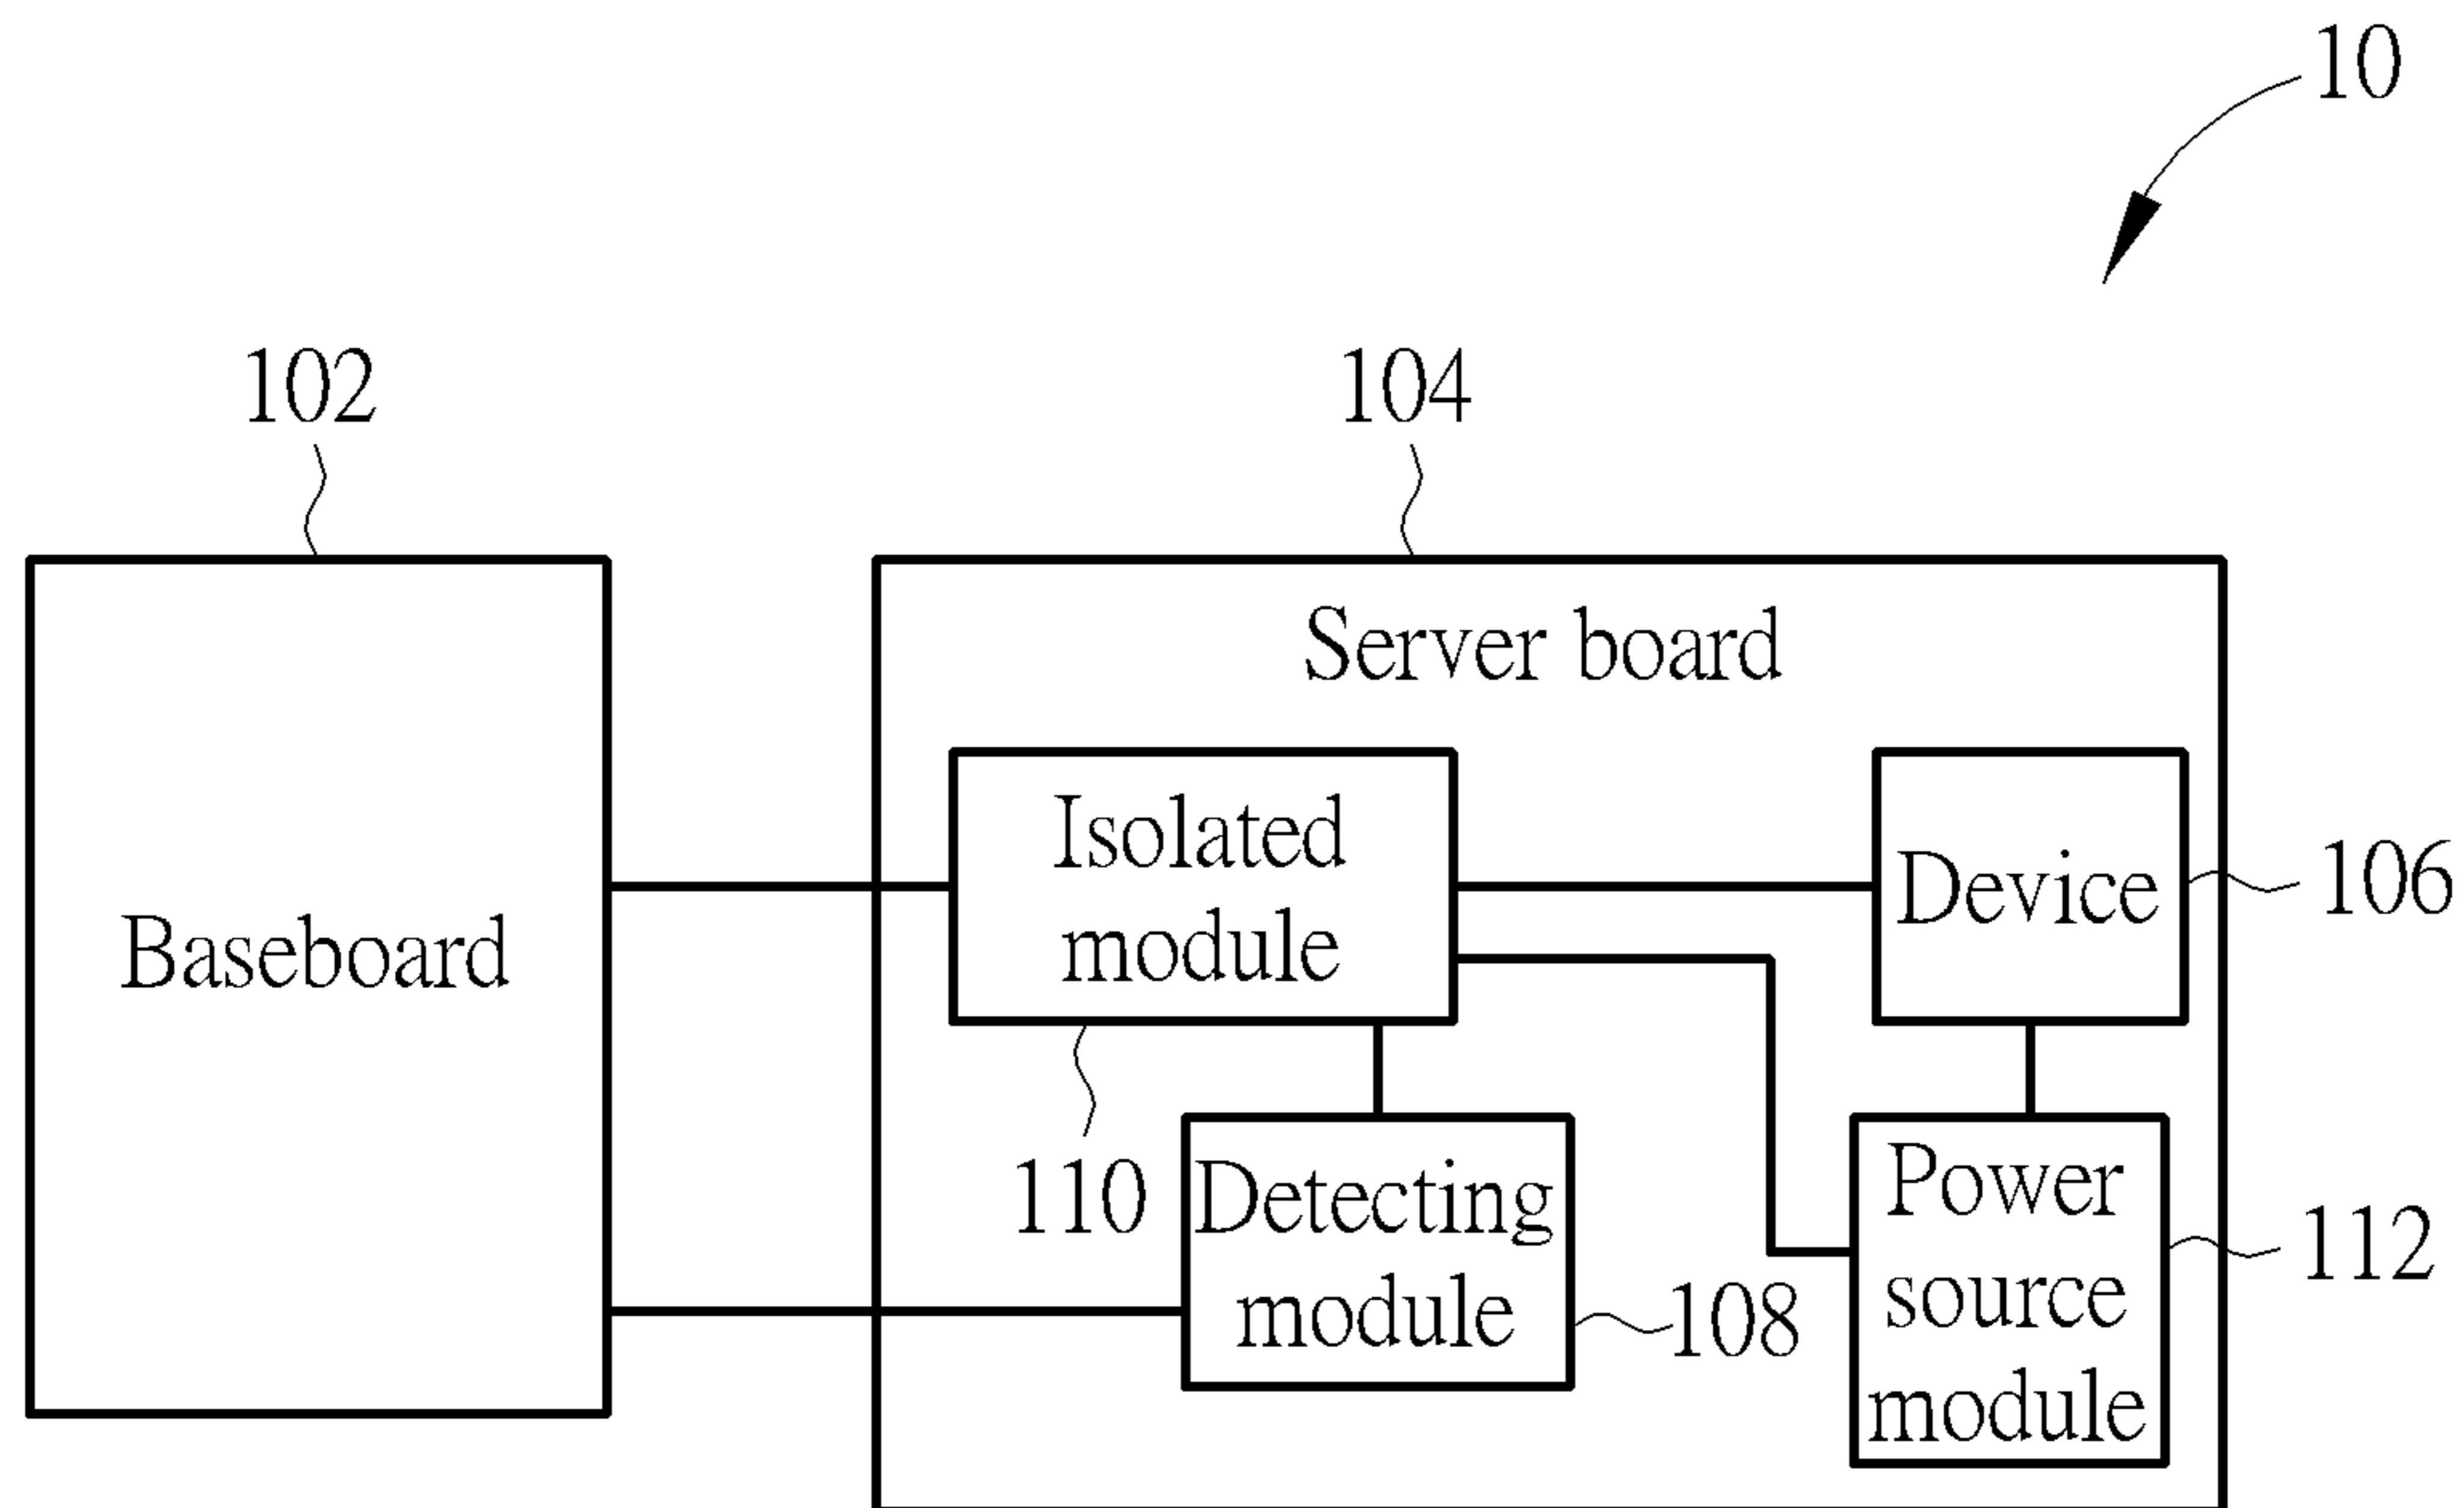 10
102
104
Server board
Isolated
module
Device
106
Baseboard
110
Detecting
module
108
Power
source
module
112